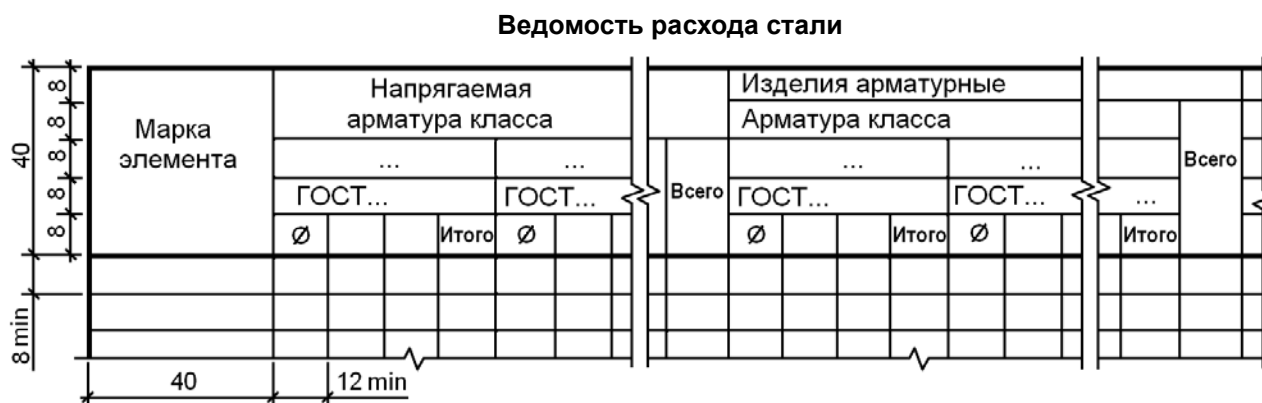 Ведомость расхода стали
8
8
8
8
8
40
8 min
40
12 min
Марка
элемента
Напрягаемая
арматура класса
... ...
ГОСТ... ГОСТ...
Ø Итого Ø
Всего
Изделия арматурные
Арматура класса
... ...
ГОСТ... ГОСТ... ...
Ø Итого Ø Итого
Всего